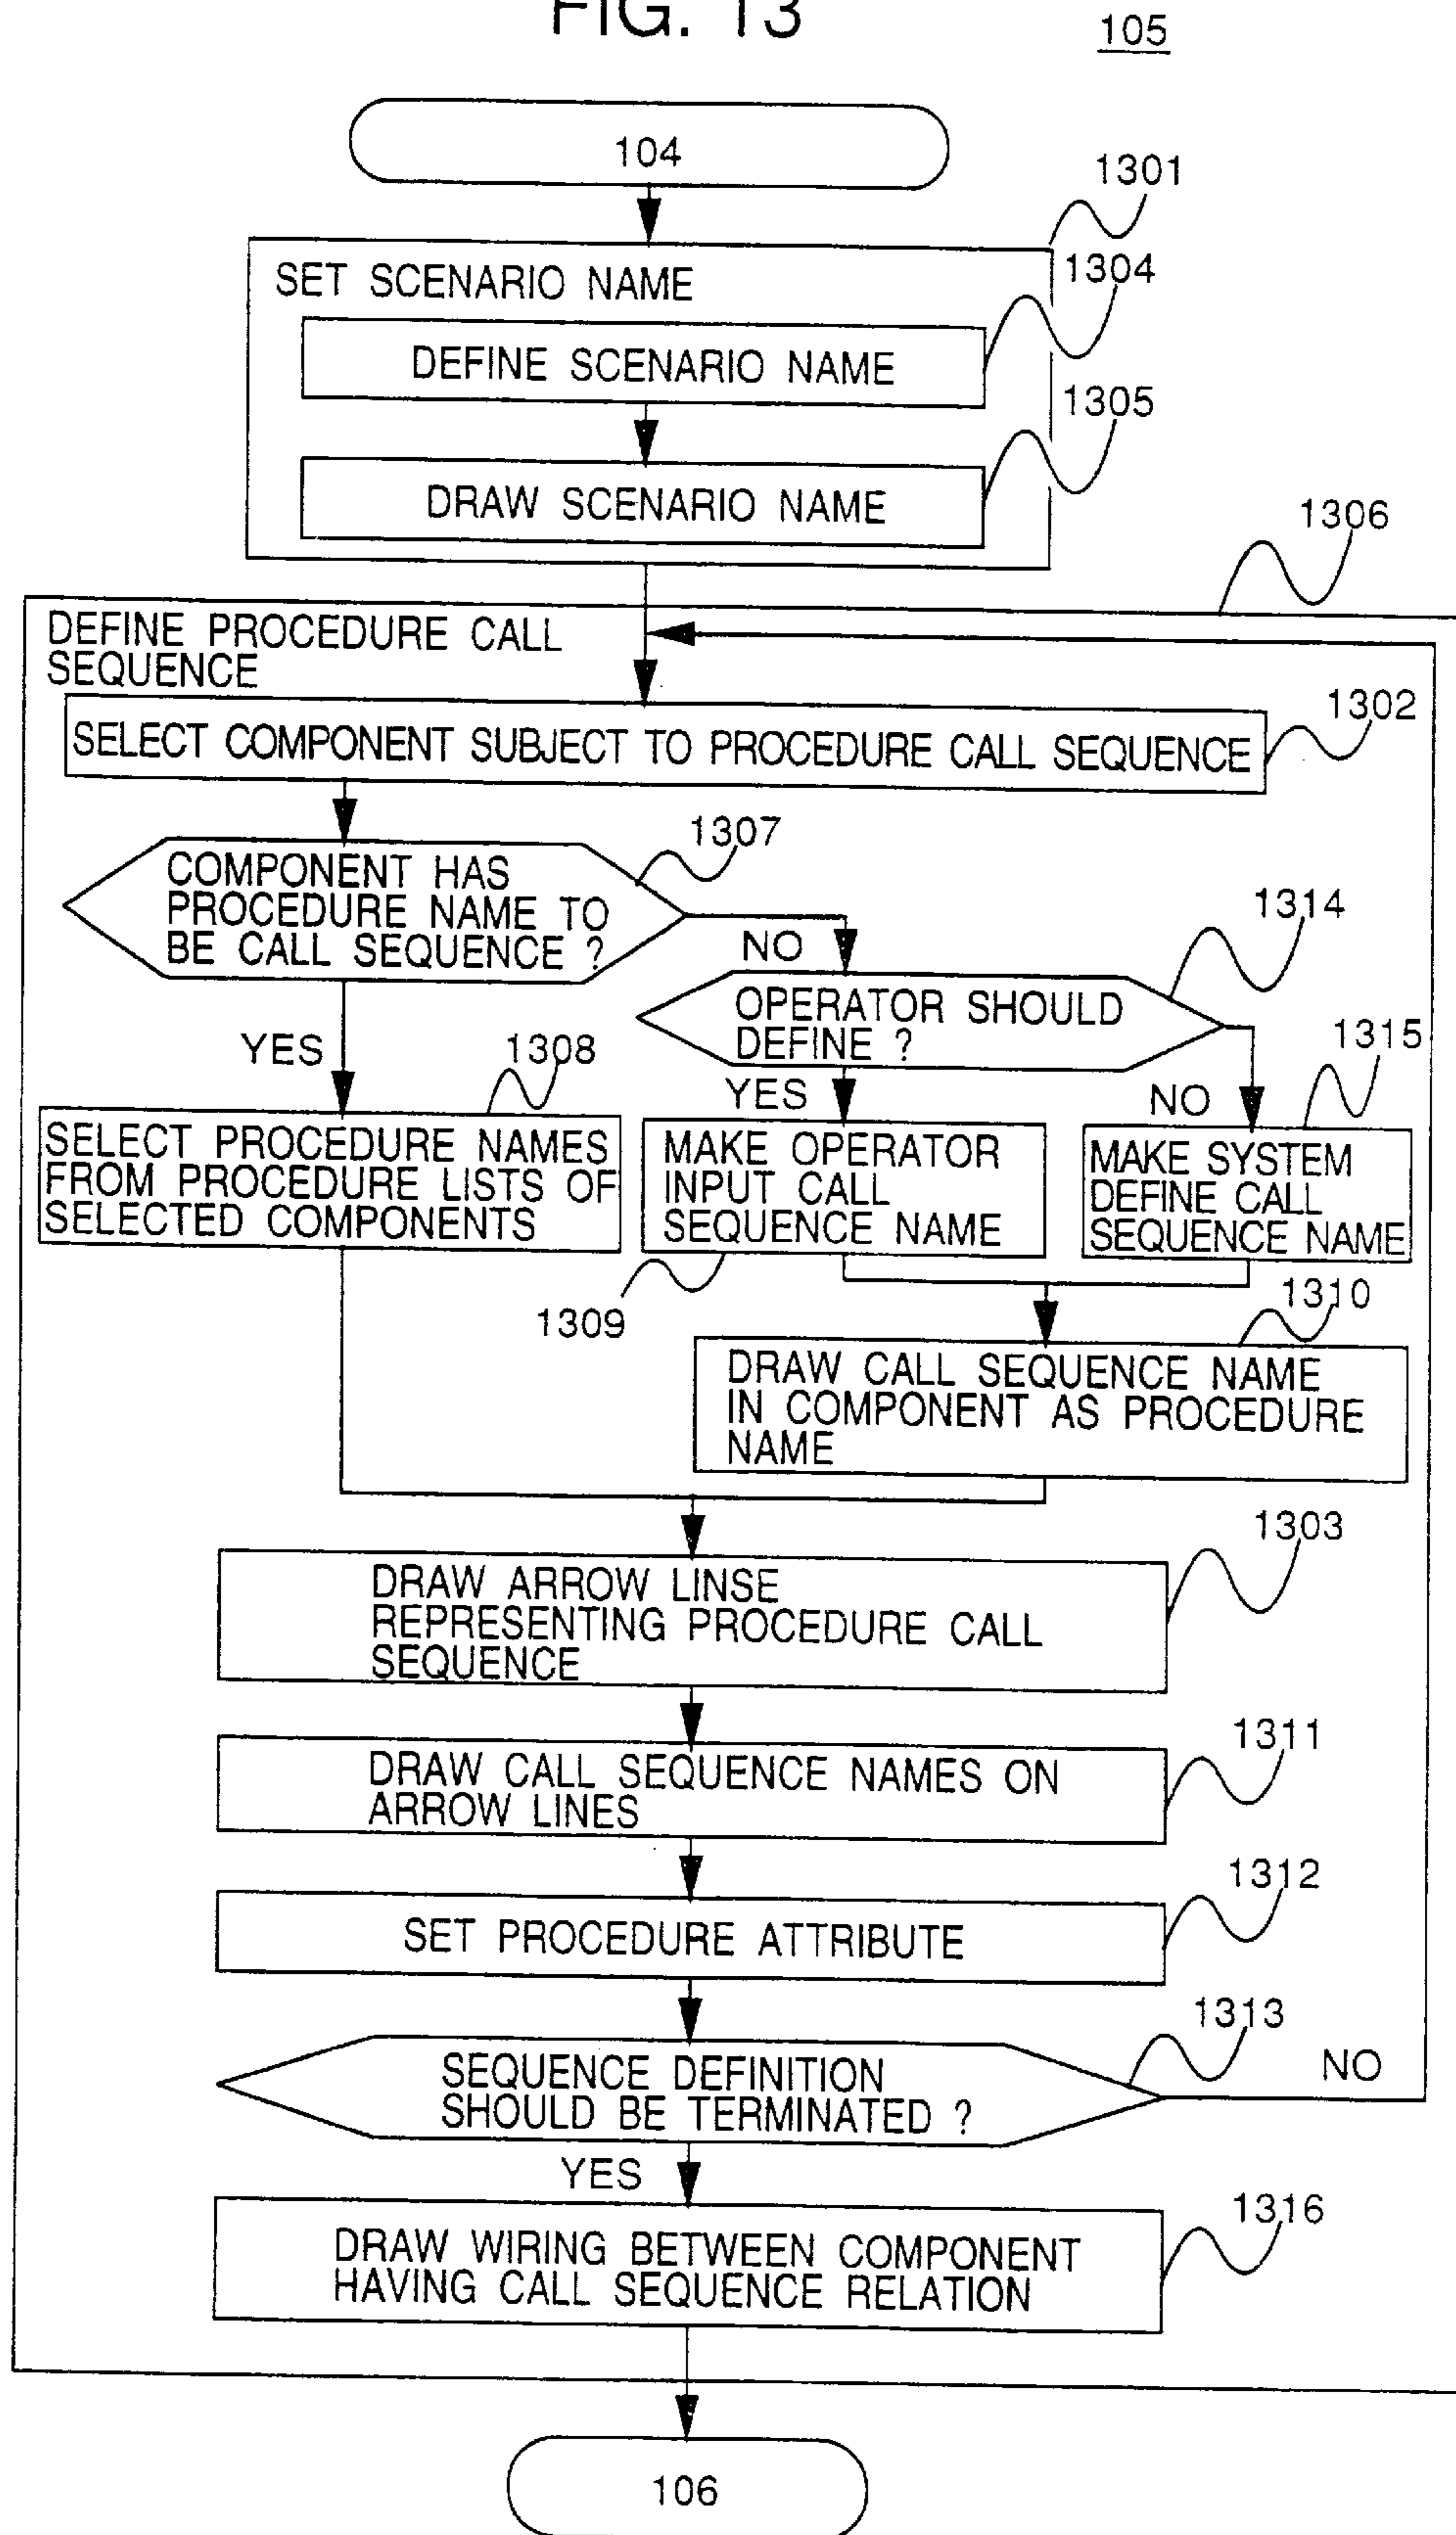 FIG. 13
105
104
1301
SET SCENARIO NAME
1304
DEFINE SCENARIO NAME
1305
DRAW SCENARIO NAME
1306
DEFINE PROCEDURE CALL
SEQUENCE
1302
SELECT COMPONENT SUBJECT TO PROCEDURE CALL SEQUENCE
1307
COMPONENT HAS
PROCEDURE NAME TO
BE CALL SEQUENCE ?
NO
1314
OPERATOR SHOULD
DEFINE ?
YES
1308
YES
NO
1315
SELECT PROCEDURE NAMES
FROM PROCEDURE LISTS OF
SELECTED COMPONENTS
MAKE OPERATOR
INPUT CALL
SEQUENCE NAME
MAKE SYSTEM
DEFINE CALL
SEQUENCE NAME
1309
1310
DRAW CALL SEQUENCE NAME
IN COMPONENT AS PROCEDURE
NAME
1303
DRAW ARROW LINSE
REPRESENTING PROCEDURE CALL
SEQUENCE
1311
DRAW CALL SEQUENCE NAMES ON
ARROW LINES
1312
SET PROCEDURE ATTRIBUTE
1313
SEQUENCE DEFINITION
SHOULD BE TERMINATED ?
NO
YES
1316
DRAW WIRING BETWEEN COMPONENT
HAVING CALL SEQUENCE RELATION
106